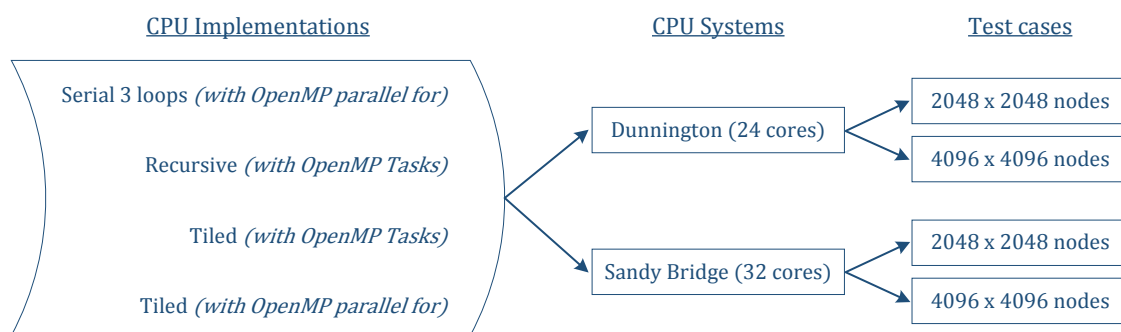 CPU Implementations
CPU Systems
Test cases
Serial 3 loops (with OpenMP parallel for)
Recursive (with OpenMP Tasks)
Tiled (with OpenMP Tasks)
Tiled (with OpenMP parallel for)
Dunnington (24 cores)
Sandy Bridge (32 cores)
2048 x 2048 nodes
4096 x 4096 nodes
2048 x 2048 nodes
4096 x 4096 nodes